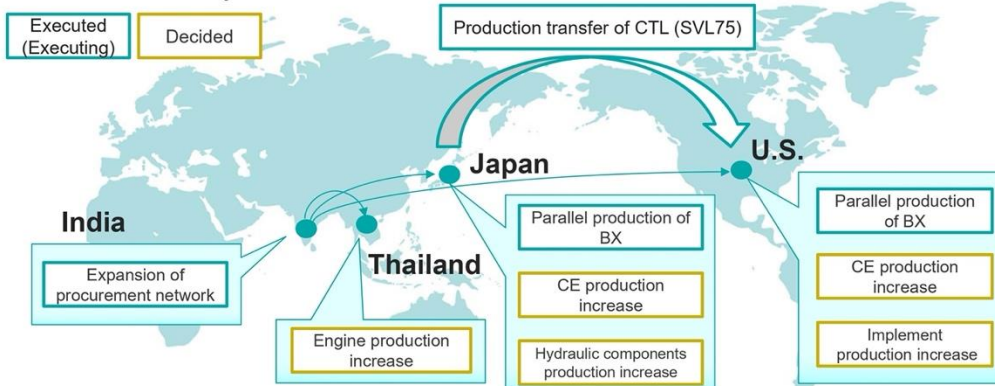 Executed
(Executing)
Decided
Production transfer of CTL (SVL75)
Japan
U.S.
India
Thailand
Expansion of
procurement network
Engine production
increase
Parallel production of
BX
CE production
increase
Hydraulic components
production increase
Parallel production
of BX
CE production
increase
Implement
production increase